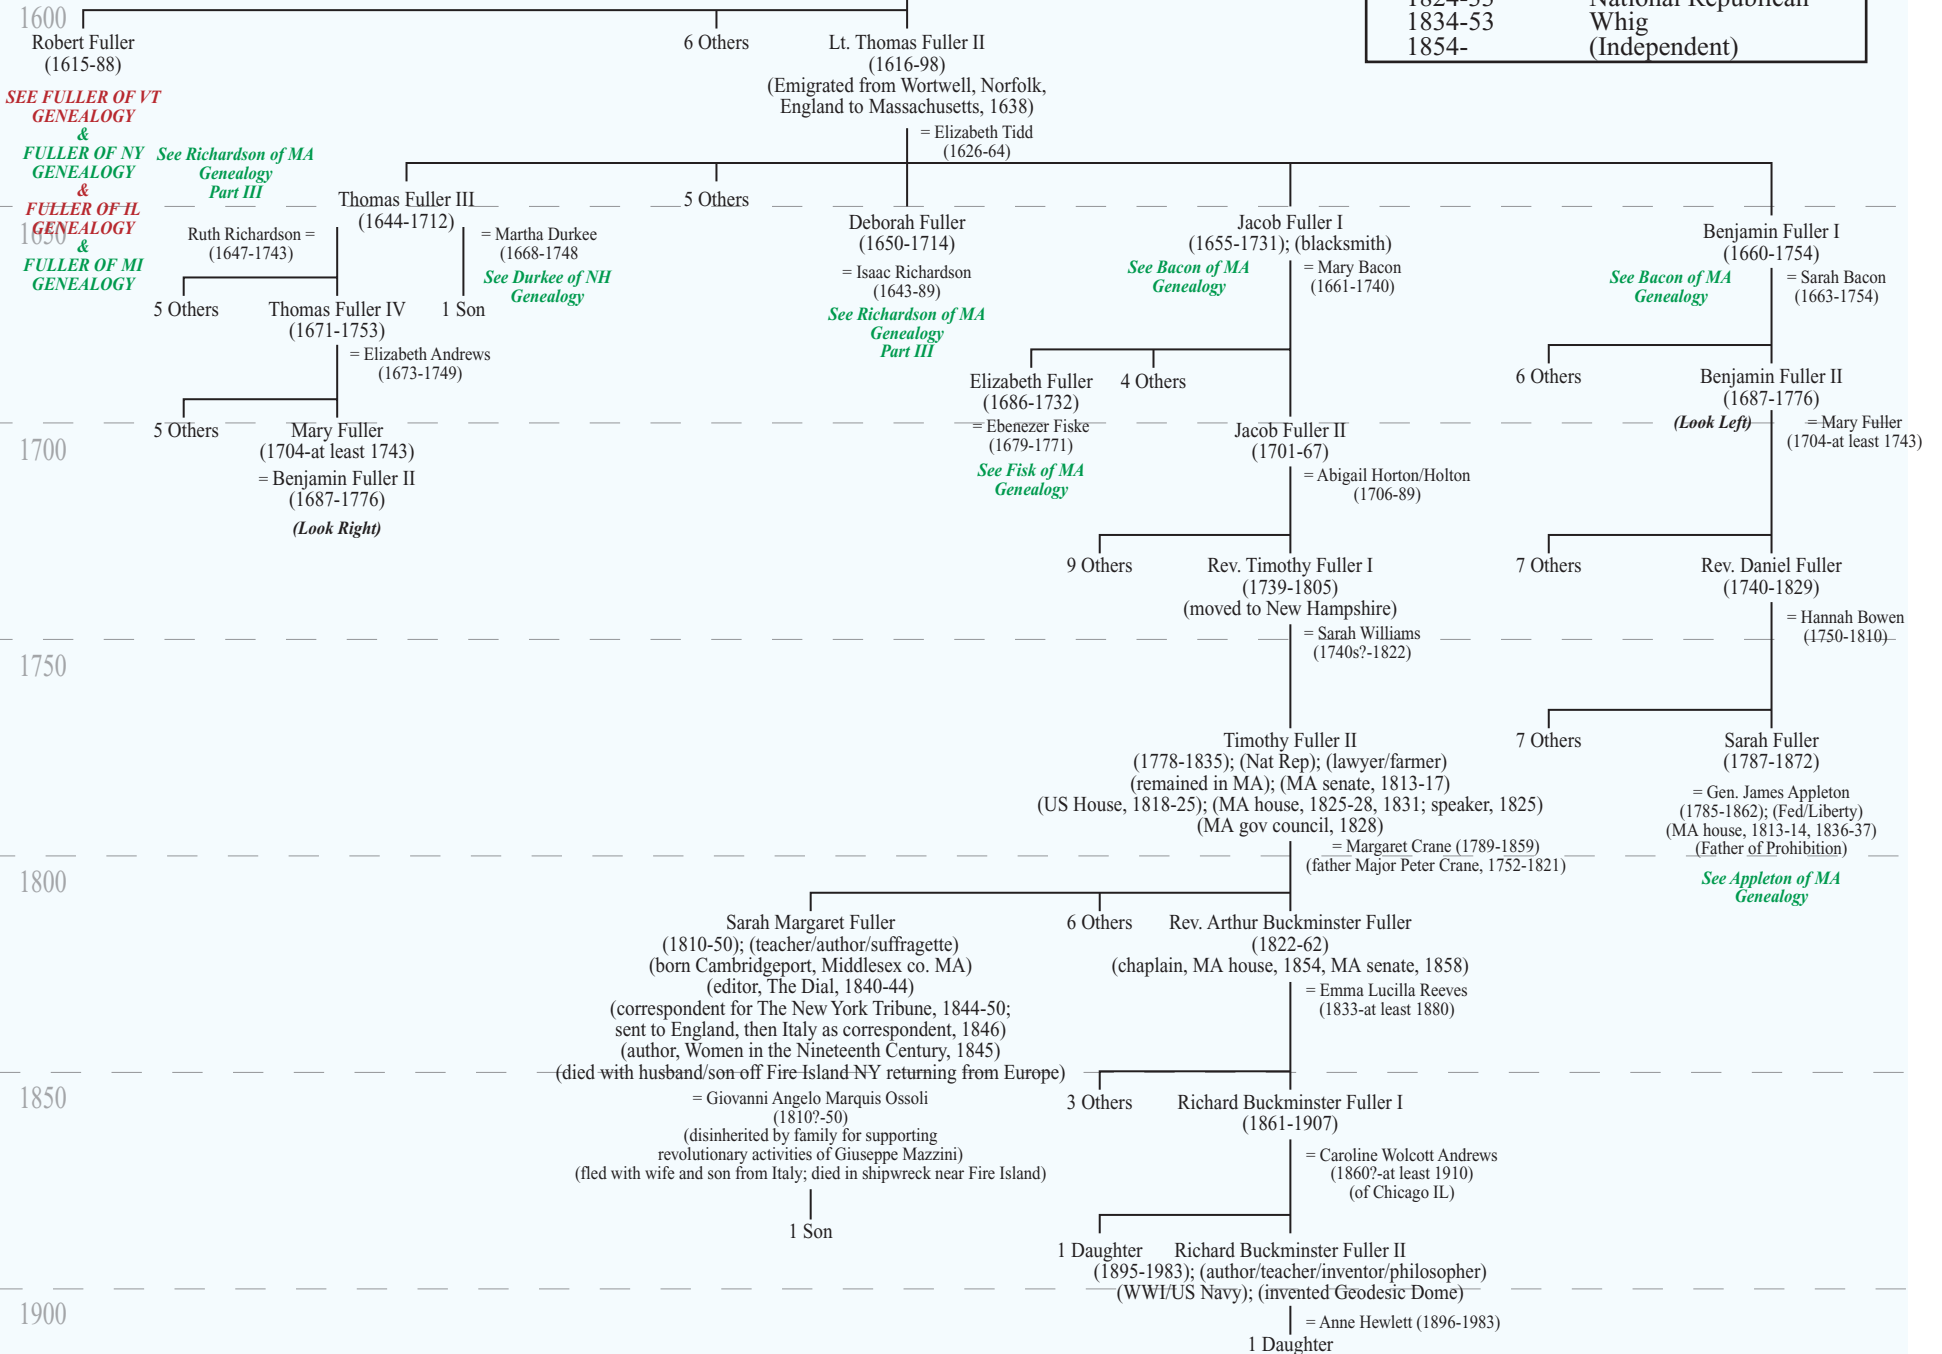 1824-33 National Republican
1834-53 Whig
1854- (Independent)
1600
Robert Fuller
(1615-88)
SEE FULLER OF VT
GENEALOGY
&
FULLER OF NY
GENEALOGY
&
FULLER OF IL
GENEALOGY
&
FULLER OF MI
GENEALOGY
6 Others
Lt. Thomas Fuller II
(1616-98)
(Emigrated from Wortwell, Norfolk,
England to Massachusetts, 1638)
= Elizabeth Tidd
(1626-64)
See Richardson of MA
Genealogy
Part III
Thomas Fuller III
(1644-1712)
5 Others
1650
Ruth Richardson =
(1647-1743)
= Martha Durkee
(1668-1748
See Durkee of NH
Genealogy
5 Others
Thomas Fuller IV
(1671-1753)
1 Son
= Elizabeth Andrews
(1673-1749)
5 Others
Mary Fuller
(1704-at least 1743)
= Benjamin Fuller II
(1687-1776)
(Look Right)
Deborah Fuller
(1650-1714)
= Isaac Richardson
(1643-89)
See Richardson of MA
Genealogy
Part III
Jacob Fuller I
(1655-1731); (blacksmith)
See Bacon of MA
Genealogy
= Mary Bacon
(1661-1740)
Elizabeth Fuller
(1686-1732)
= Ebenezer Fiske
(1679-1771)
See Fisk of MA
Genealogy
4 Others
Jacob Fuller II
(1701-67)
= Abigail Horton/Holton
(1706-89)
Benjamin Fuller I
(1660-1754)
See Bacon of MA
Genealogy
= Sarah Bacon
(1663-1754)
6 Others
Benjamin Fuller II
(1687-1776)
(Look Left)
= Mary Fuller
(1704-at least 1743)
1700
9 Others
Rev. Timothy Fuller I
(1739-1805)
(moved to New Hampshire)
= Sarah Williams
(1740s?-1822)
7 Others
Rev. Daniel Fuller
(1740-1829)
= Hannah Bowen
(1750-1810)
1750
Timothy Fuller II
(1778-1835); (Nat Rep); (lawyer/farmer)
(remained in MA); (MA senate, 1813-17)
(US House, 1818-25); (MA house, 1825-28, 1831; speaker, 1825)
(MA gov council, 1828)
= Margaret Crane (1789-1859)
(father Major Peter Crane, 1752-1821)
7 Others
Sarah Fuller
(1787-1872)
= Gen. James Appleton
(1785-1862); (Fed/Liberty)
(MA house, 1813-14, 1836-37)
(Father of Prohibition)
See Appleton of MA
Genealogy
1800
Sarah Margaret Fuller
(1810-50); (teacher/author/suffragette)
(born Cambridgeport, Middlesex co. MA)
(editor, The Dial, 1840-44)
(correspondent for The New York Tribune, 1844-50;
sent to England, then Italy as correspondent, 1846)
(author, Women in the Nineteenth Century, 1845)
(died with husband/son off Fire Island NY returning from Europe)
= Giovanni Angelo Marquis Ossoli
(1810?-50)
(disinherited by family for supporting
revolutionary activities of Giuseppe Mazzini)
(fled with wife and son from Italy; died in shipwreck near Fire Island)
1 Son
6 Others
Rev. Arthur Buckminster Fuller
(1822-62)
(chaplain, MA house, 1854, MA senate, 1858)
= Emma Lucilla Reeves
(1833-at least 1880)
1850
3 Others
Richard Buckminster Fuller I
(1861-1907)
= Caroline Wolcott Andrews
(1860?-at least 1910)
(of Chicago IL)
1 Daughter
Richard Buckminster Fuller II
(1895-1983); (author/teacher/inventor/philosopher)
(WWI/US Navy); (invented Geodesic Dome)
1900
= Anne Hewlett (1896-1983)
1 Daughter